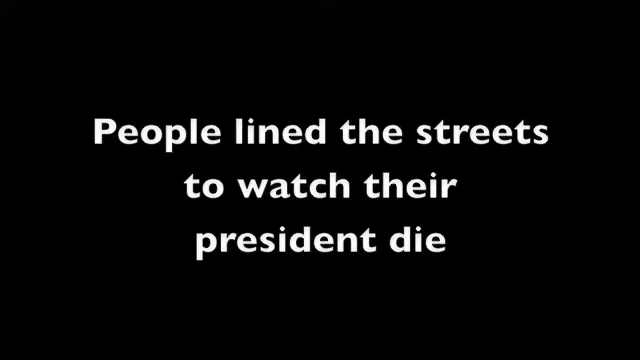 People lined the streets
to watch their
president die